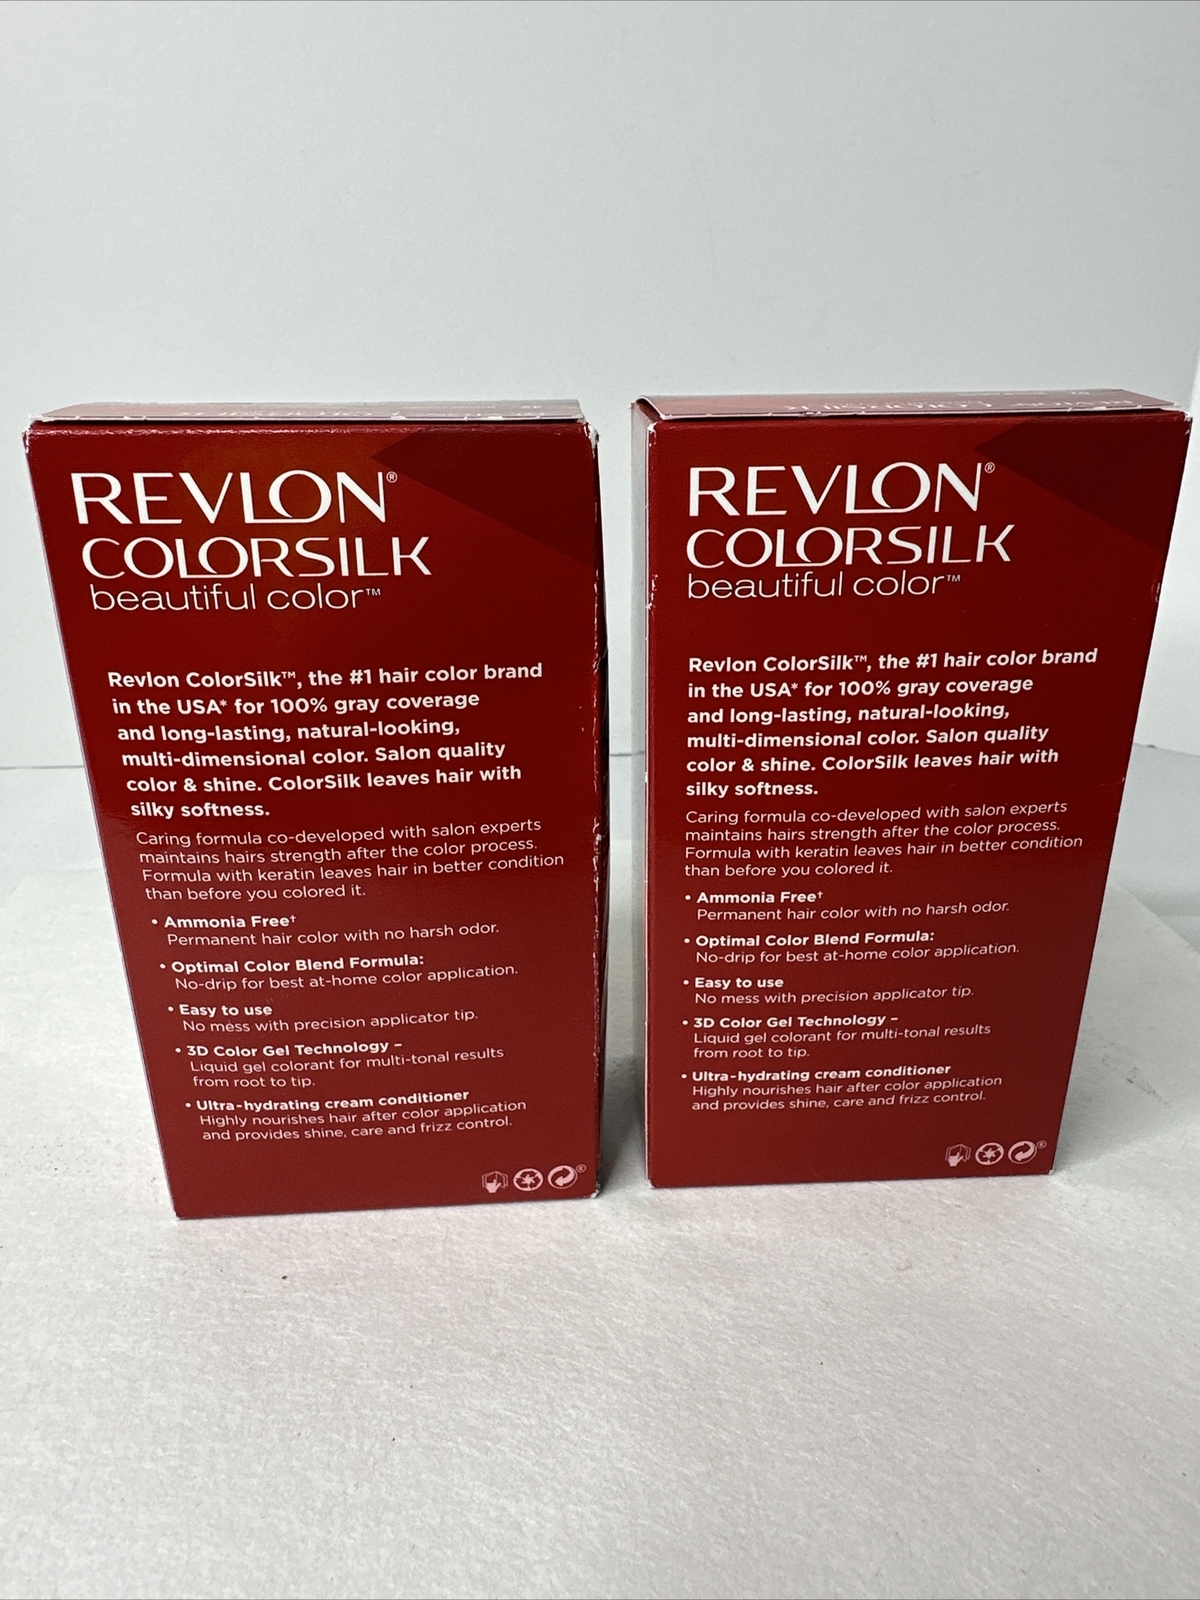 REVLON®
COLORSILK
beautiful color™
Revlon ColorSilk™, the #1 hair color brand
in the USA* for 100% gray coverage
and long-lasting, natural-looking,
multi-dimensional color. Salon quality
color & shine. ColorSilk leaves hair with
silky softness.
Caring formula co-developed with salon experts
maintains hairs strength after the color process.
Formula with keratin leaves hair in better condition
than before you colored it.
• Ammonia Free†
Permanent hair color with no harsh odor.
• Optimal Color Blend Formula:
No-drip for best at-home color application.
• Easy to use
No mess with precision applicator tip.
• 3D Color Gel Technology –
Liquid gel colorant for multi-tonal results
from root to tip.
• Ultra-hydrating cream conditioner
Highly nourishes hair after color application
and provides shine, care and frizz control.
®
REVLON®
COLORSILK
beautiful color™
Revlon ColorSilk™, the #1 hair color brand
in the USA* for 100% gray coverage
and long-lasting, natural-looking,
multi-dimensional color. Salon quality
color & shine. ColorSilk leaves hair with
silky softness.
Caring formula co-developed with salon experts
maintains hairs strength after the color process.
Formula with keratin leaves hair in better condition
than before you colored it.
• Ammonia Free†
Permanent hair color with no harsh odor.
• Optimal Color Blend Formula:
No-drip for best at-home color application.
• Easy to use
No mess with precision applicator tip.
• 3D Color Gel Technology –
Liquid gel colorant for multi-tonal results
from root to tip.
• Ultra-hydrating cream conditioner
Highly nourishes hair after color application
and provides shine, care and frizz control.
®